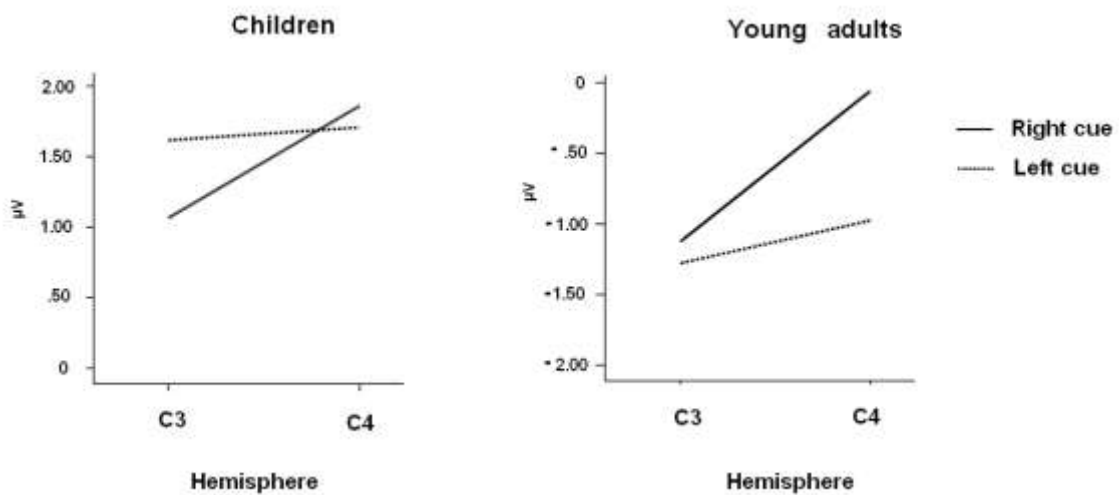 Children
2.00
1.50
1.00
.50
0
µV
C3 C4
Hemisphere
Young adults
0
- .50
- 1.00
- 1.50
- 2.00
µV
C3 C4
Hemisphere
Right cue
Left cue